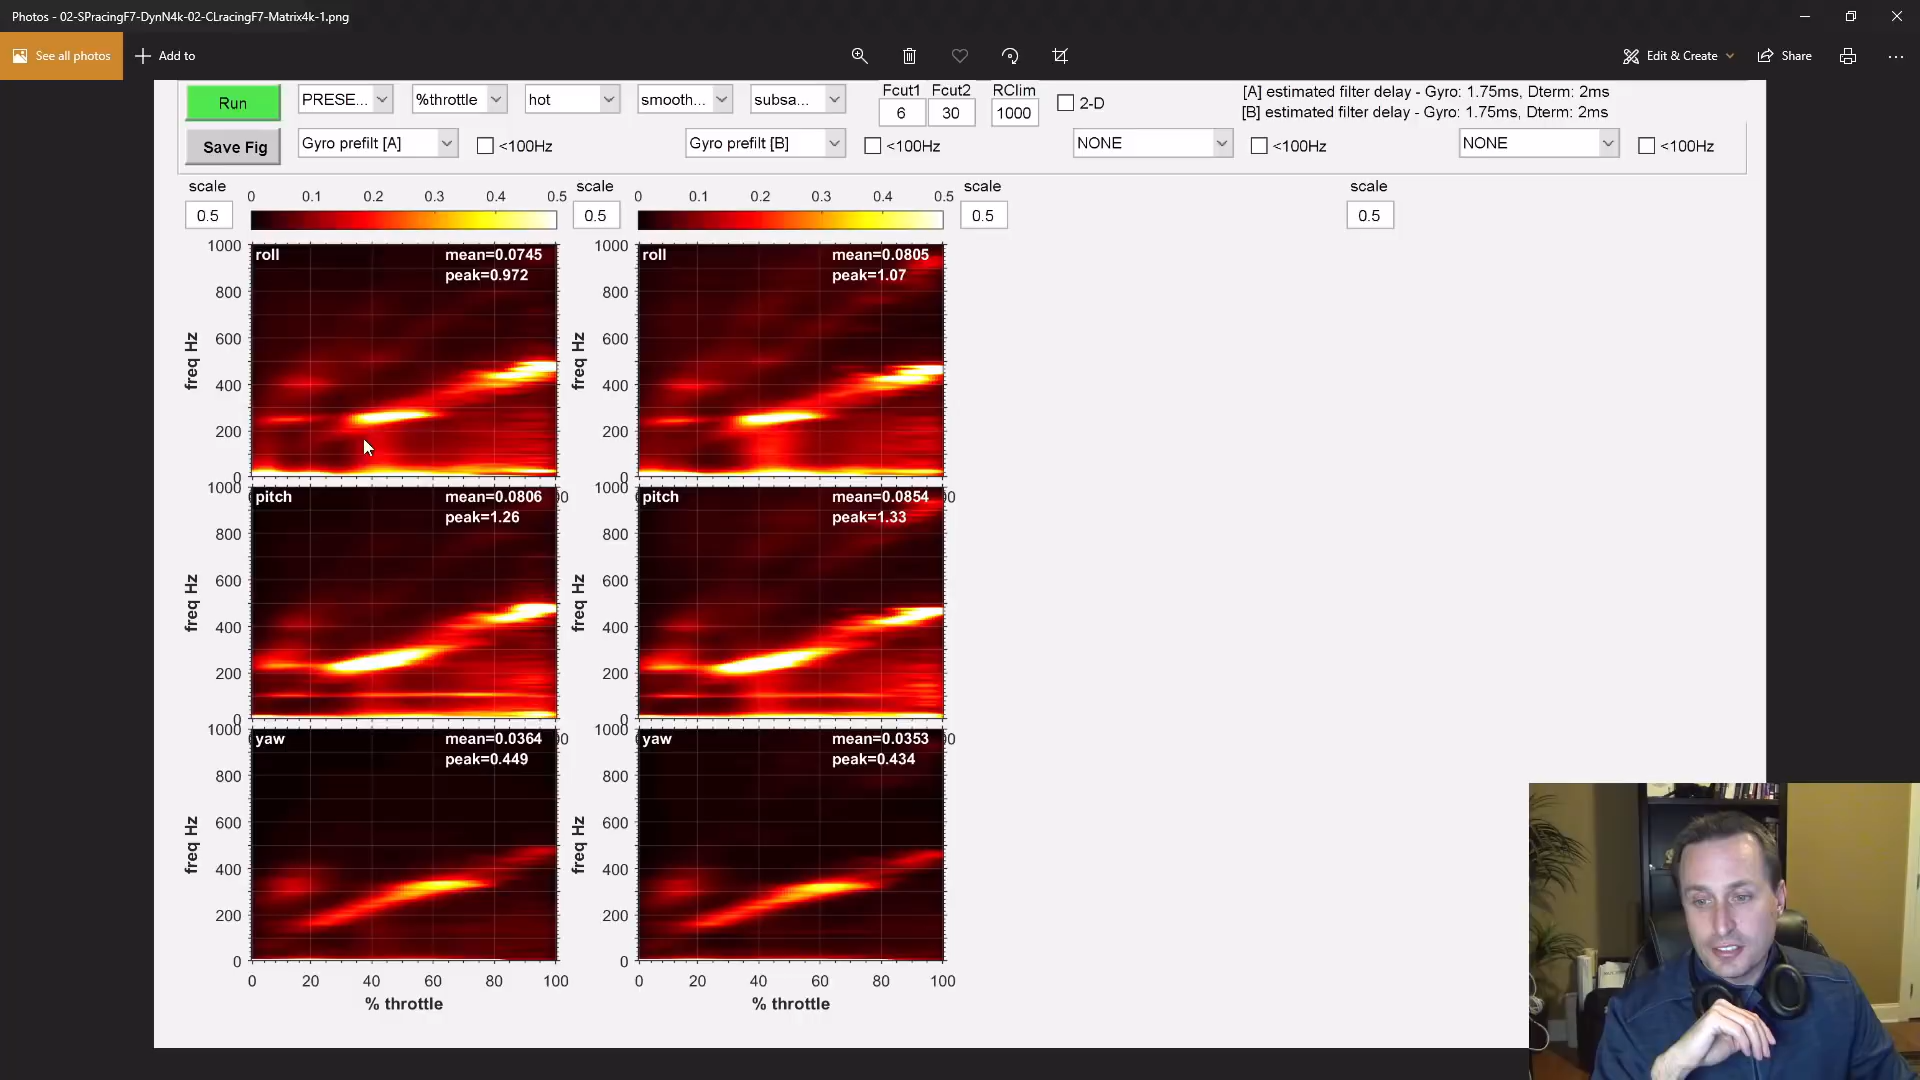 Photos - 02-SPracingF7-DynN4k-02-CLracingF7-Matrix4k-1.png
See all photos
Add to
Edit & Create
Share
Run
PRESE...
%throttle
hot
smooth...
subsa...
Fcut1
6
Fcut2
30
RClim
1000
2-D
[A] estimated filter delay - Gyro: 1.75ms, Dterm: 2ms
[B] estimated filter delay - Gyro: 1.75ms, Dterm: 2ms
Save Fig
Gyro prefilt [A]
<100Hz
Gyro prefilt [B]
<100Hz
NONE
<100Hz
NONE
<100Hz
scale
0.5
0 0.1 0.2 0.3 0.4 0.5
scale
0.5
0 0.1 0.2 0.3 0.4 0.5
scale
0.5
scale
0.5
roll
mean=0.0745
peak=0.972
freq Hz
1000
800
600
400
200
0
roll
mean=0.0805
peak=1.07
freq Hz
1000
800
600
400
200
0
pitch
mean=0.0806
peak=1.26
freq Hz
1000
800
600
400
200
0
pitch
mean=0.0854
peak=1.33
freq Hz
1000
800
600
400
200
0
yaw
mean=0.0364
peak=0.449
freq Hz
1000
800
600
400
200
0
0 20 40 60 80 100
% throttle
yaw
mean=0.0353
peak=0.434
freq Hz
1000
800
600
400
200
0
0 20 40 60 80 100
% throttle